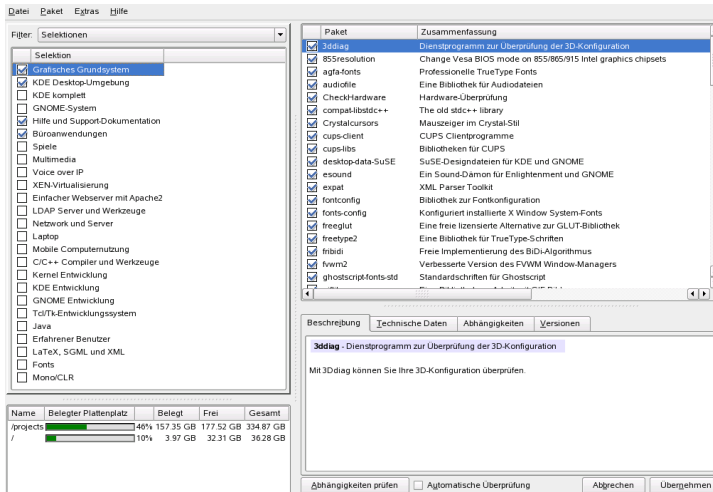 Datei Paket Extras Hilfe
Filter: Selektionen
Selektion
Grafisches Grundsystem
KDE Desktop-Umgebung
KDE komplett
GNOME-System
Hilfe und Support-Dokumentation
Büroanwendungen
Spiele
Multimedia
Voice over IP
XEN-Virtualisierung
Einfacher Webserver mit Apache2
LDAP Server und Werkzeuge
Netzwork und Server
Laptop
Mobile Computernutzung
C/C++ Compiler und Werkzeuge
Kernel Entwicklung
KDE Entwicklung
GNOME Entwicklung
Tcl/Tk-Entwicklungssystem
Java
Erfahrener Benutzer
LaTeX, SGML und XML
Fonts
Mono/CLR
Name Belegter Plattenplatz Belegt Frei Gesamt
/projects 46% 157.35 GB 177.52 GB 334.87 GB
/ 10% 3.97 GB 32.31 GB 36.28 GB
Paket Zusammenfassung
3ddiag Dienstprogramm zur Überprüfung der 3D-Konfiguration
855resolution Change Vesa BIOS mode on 855/865/915 Intel graphics chipsets
agfa-fonts Professionelle TrueType Fonts
audiofile Eine Bibliothek für Audiodateien
CheckHardware Hardware-Überprüfung
compat-libstdc++ The old stdc++ library
Crystalcursors Mauszeiger im Crystal-Stil
cups-client CUPS Clientprogramme
cups-libs Bibliotheken für CUPS
desktop-data-SuSE SuSE-Designdateien für KDE und GNOME
esound Ein Sound-Dämon für Enlightenment und GNOME
expat XML Parser Toolkit
fontconfig Bibliothek zur Fontkonfiguration
fonts-config Konfiguriert installierte X Window System-Fonts
freeglut Eine freie lizensierte Alternative zur GLUT-Bibliothek
freetype2 Eine Bibliothek für TrueType-Schriften
fribidi Freie Implementierung des BiDi-Algorithmus
fvwm2 Verbesserte Version des FVWM Window-Managers
ghostscript-fonts-std Standardschriften für Ghostscript
Beschreibung Technische Daten Abhängigkeiten Versionen
3ddiag - Dienstprogramm zur Überprüfung der 3D-Konfiguration
Mit 3Ddiag können Sie Ihre 3D-Konfiguration überprüfen.
Abhängigkeiten prüfen Automatische Überprüfung Abbrechen Übernehmen